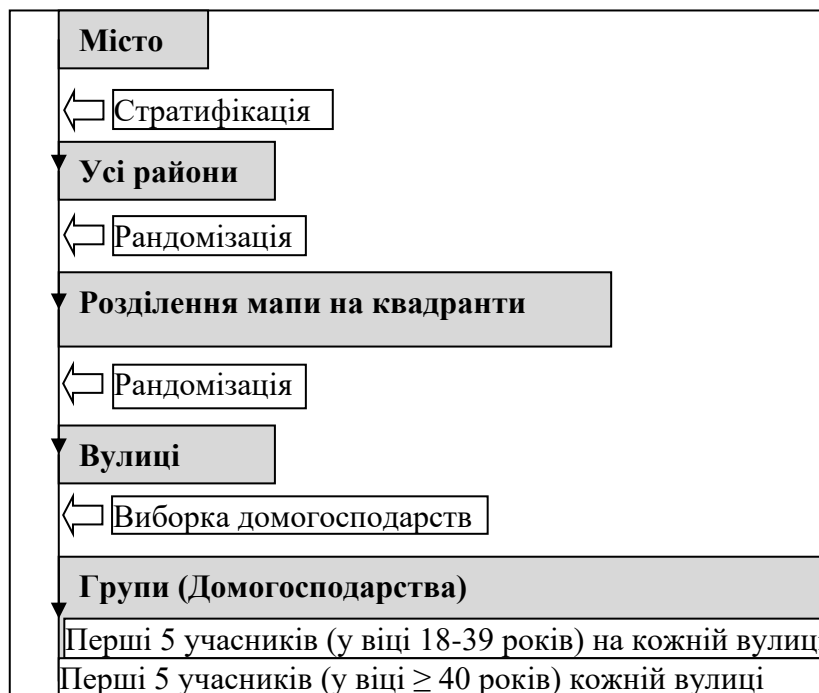 Місто
Стратифікація
Усі райони
Рандомізація
Розділення мапи на квадранти
Рандомізація
Вулиці
Виборка домогосподарств
Групи (Домогосподарства)
Перші 5 учасників (у віці 18-39 років) на кожній вулиці
Перші 5 учасників (у віці ≥ 40 років) кожній вулиці